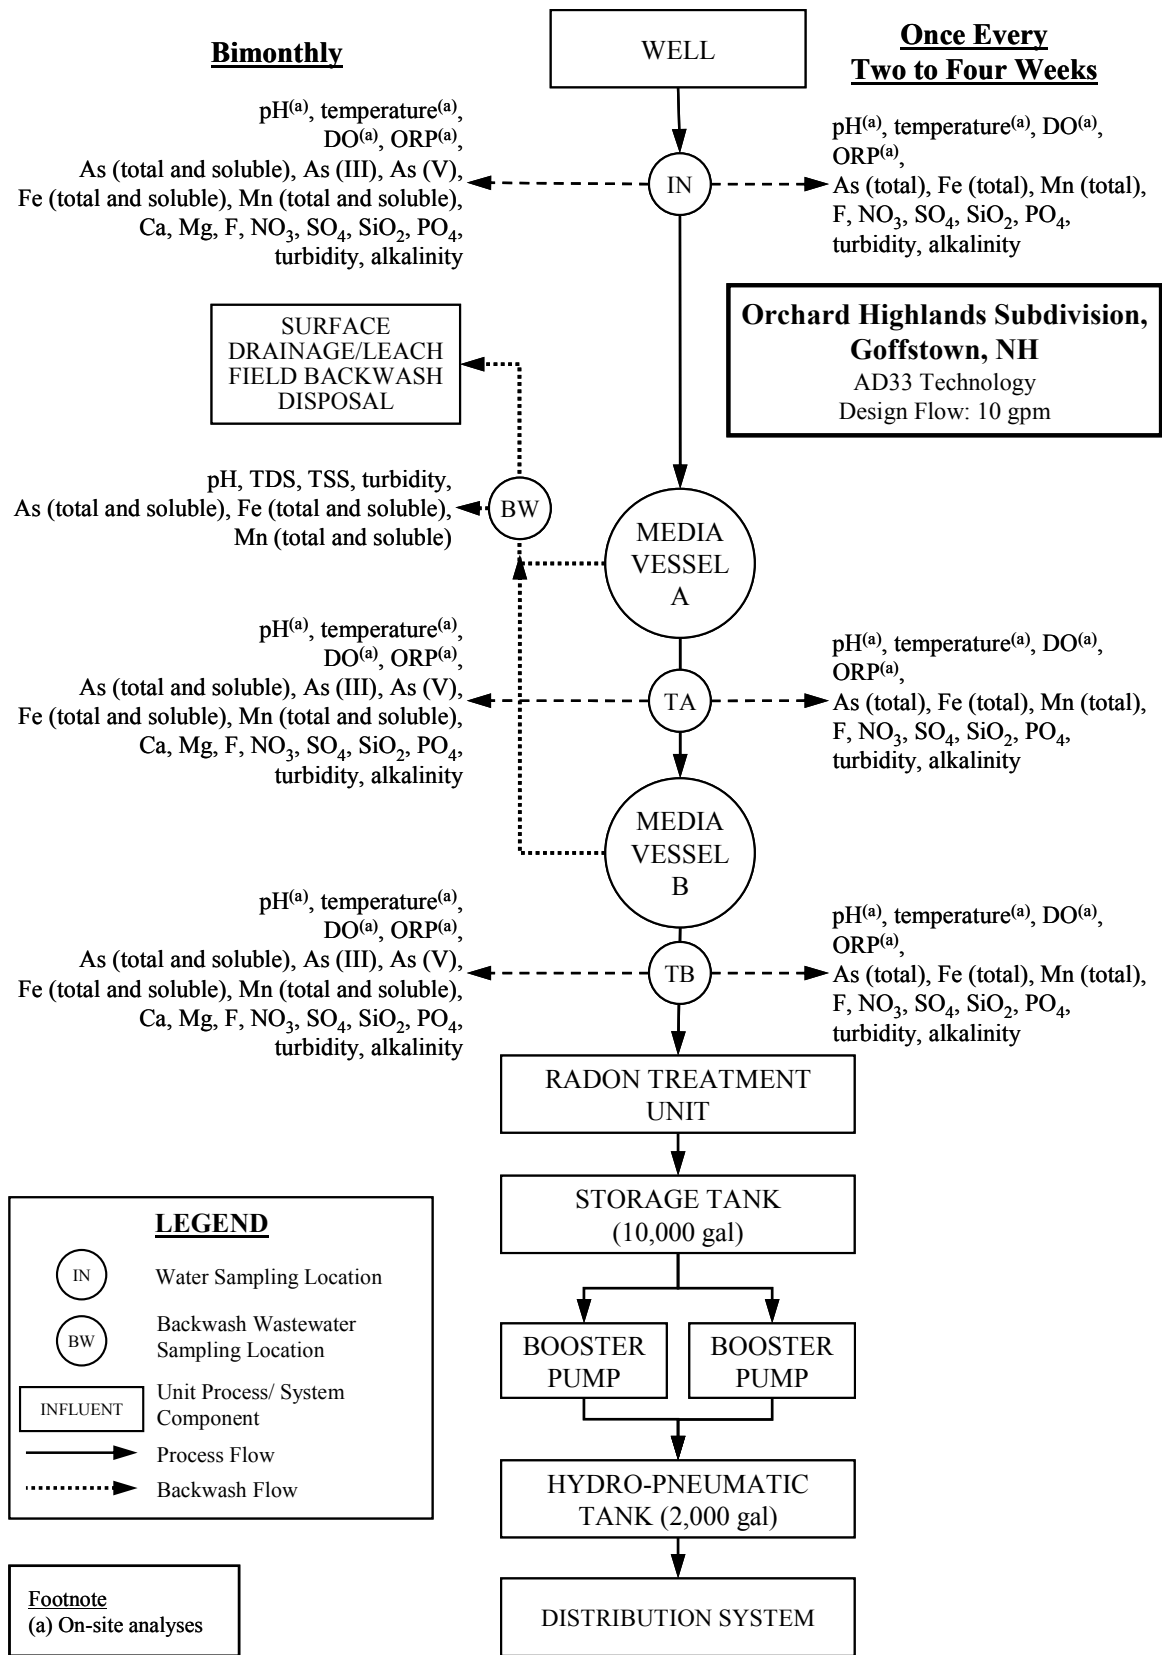 Bimonthly
WELL
Once Every
Two to Four Weeks
pH(a), temperature(a),
DO(a), ORP(a),
As (total and soluble), As (III), As (V),
Fe (total and soluble), Mn (total and soluble),
Ca, Mg, F, NO3, SO4, SiO2, PO4,
turbidity, alkalinity
IN
pH(a), temperature(a), DO(a),
ORP(a),
As (total), Fe (total), Mn (total),
F, NO3, SO4, SiO2, PO4,
turbidity, alkalinity
Orchard Highlands Subdivision,
Goffstown, NH
AD33 Technology
Design Flow: 10 gpm
SURFACE
DRAINAGE/LEACH
FIELD BACKWASH
DISPOSAL
pH, TDS, TSS, turbidity,
As (total and soluble), Fe (total and soluble),
Mn (total and soluble)
BW
MEDIA
VESSEL
A
pH(a), temperature(a),
DO(a), ORP(a),
As (total and soluble), As (III), As (V),
Fe (total and soluble), Mn (total and soluble),
Ca, Mg, F, NO3, SO4, SiO2, PO4,
turbidity, alkalinity
TA
pH(a), temperature(a), DO(a),
ORP(a),
As (total), Fe (total), Mn (total),
F, NO3, SO4, SiO2, PO4,
turbidity, alkalinity
MEDIA
VESSEL
B
pH(a), temperature(a),
DO(a), ORP(a),
As (total and soluble), As (III), As (V),
Fe (total and soluble), Mn (total and soluble),
Ca, Mg, F, NO3, SO4, SiO2, PO4,
turbidity, alkalinity
TB
pH(a), temperature(a), DO(a),
ORP(a),
As (total), Fe (total), Mn (total),
F, NO3, SO4, SiO2, PO4,
turbidity, alkalinity
RADON TREATMENT
UNIT
STORAGE TANK
(10,000 gal)
BOOSTER
PUMP
BOOSTER
PUMP
HYDRO-PNEUMATIC
TANK (2,000 gal)
DISTRIBUTION SYSTEM
LEGEND
IN
Water Sampling Location
BW
Backwash Wastewater
Sampling Location
INFLUENT
Unit Process/ System
Component
Process Flow
Backwash Flow
Footnote
(a) On-site analyses